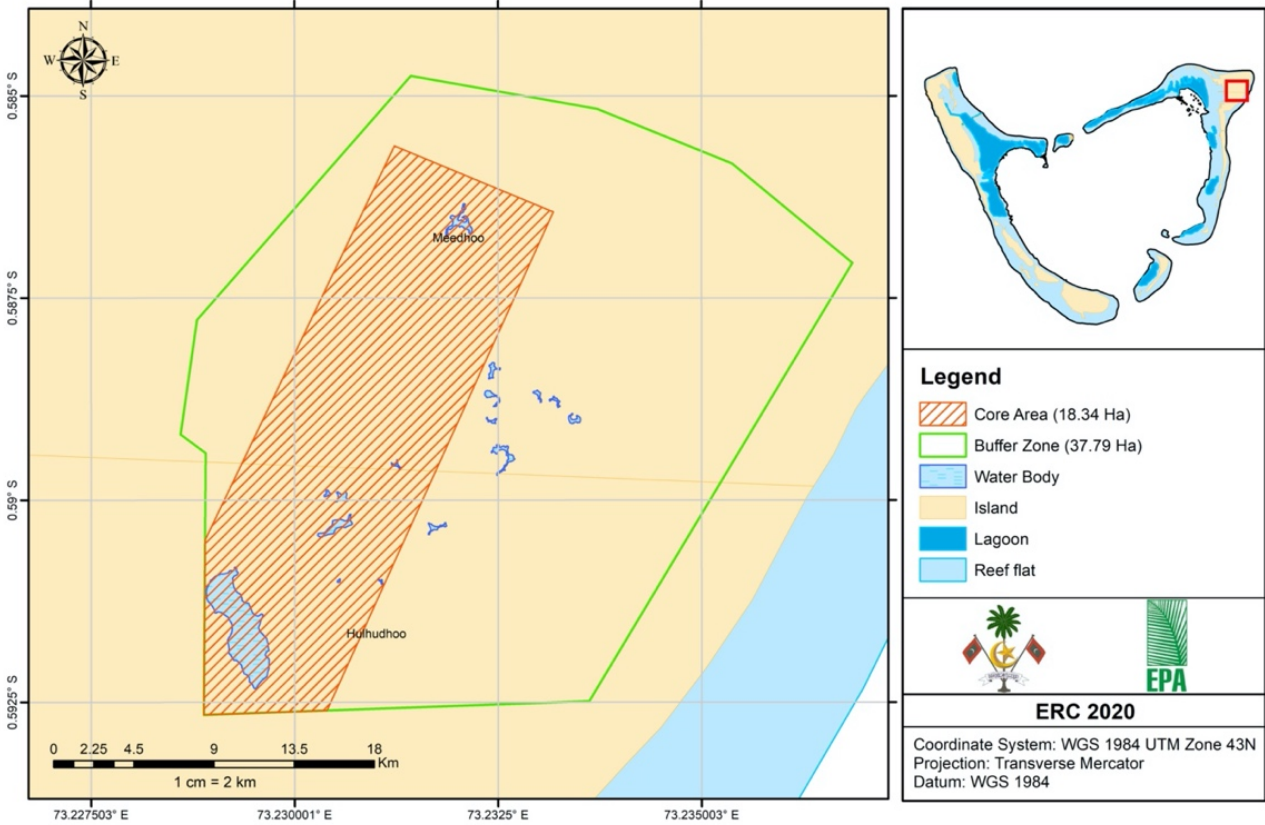 N
W E
S
0.585° S
0.5875° S
0.59° S
0.5925° S
Meedhoo
Hulhudhoo
0 2.25 4.5 9 13.5 18
Km
1 cm = 2 km
73.227503° E 73.230001° E 73.2325° E 73.235003° E
Legend
Core Area (18.34 Ha)
Buffer Zone (37.79 Ha)
Water Body
Island
Lagoon
Reef flat
EPA
ERC 2020
Coordinate System: WGS 1984 UTM Zone 43N
Projection: Transverse Mercator
Datum: WGS 1984